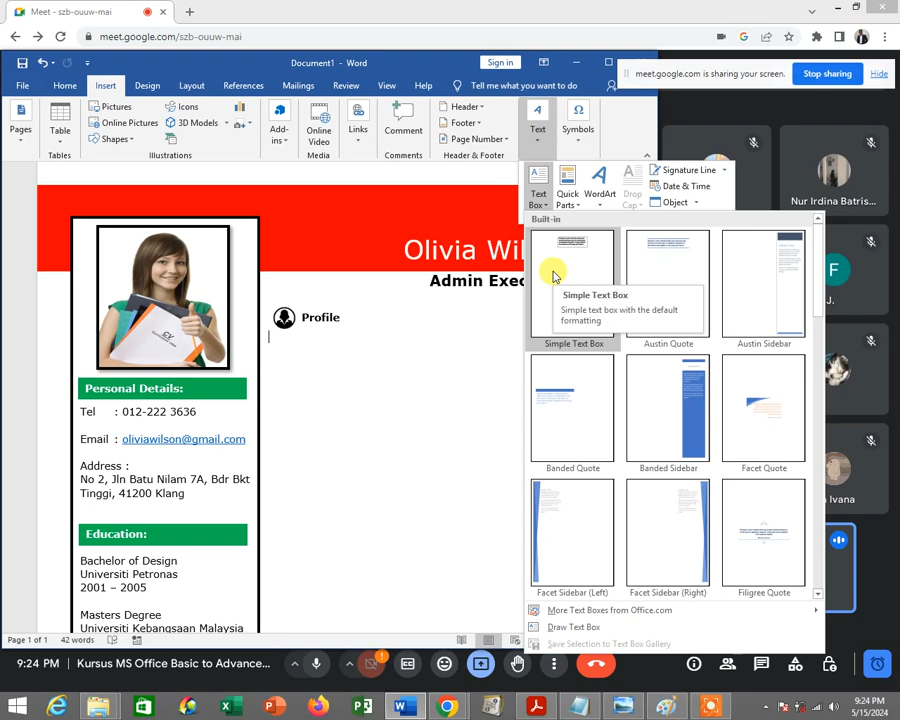 Meet - szb-ouuw-mai
meet.google.com/szb-ouuw-mai
Document1 - Word
Sign in
meet.google.com is sharing your screen.
Stop sharing
Hide
File
Home
Insert
Design
Layout
References
Mailings
Review
View
Help
Tell me what you want to do
Pages
Table
Tables
Pictures
Online Pictures
Shapes
Icons
3D Models
Illustrations
Add-
ins
Online
Video
Media
Links
Comment
Comments
Header
Footer
Page Number
Header & Footer
Text
Symbols
Text
Box
Quick
Parts
WordArt
Drop
Cap
Signature Line
Date & Time
Object
Built-in
Simple Text Box
Simple text box with the default
formatting
Simple Text Box
Austin Quote
Austin Sidebar
Banded Quote
Banded Sidebar
Facet Quote
Facet Sidebar (Left)
Facet Sidebar (Right)
Filigree Quote
More Text Boxes from Office.com
Draw Text Box
Save Selection to Text Box Gallery
Olivia Wil
Admin Exec
Profile
CV
Personal Details:
Tel : 012-222 3636
Email : oliviawilson@gmail.com
Address :
No 2, Jln Batu Nilam 7A, Bdr Bkt
Tinggi, 41200 Klang
Education:
Bachelor of Design
Universiti Petronas
2001 – 2005
Masters Degree
Universiti Kebangsaan Malaysia
Nur Irdina Batris...
J.
Ivana
Page 1 of 1
42 words
9:24 PM
Kursus MS Office Basic to Advance...
9:24 PM
5/15/2024